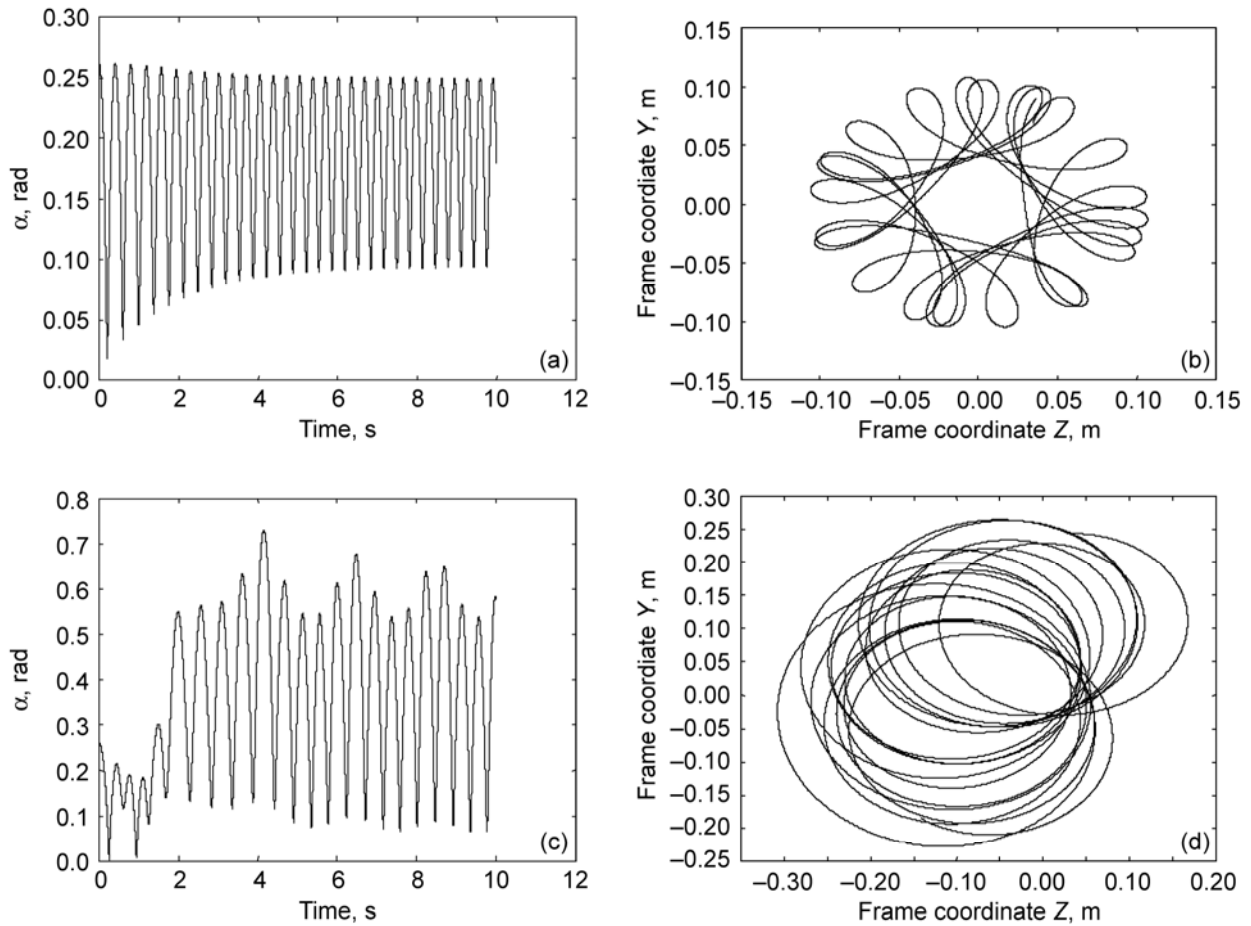 0.30
0.25
0.20
0.15
0.10
0.05
0.00
α, rad
0 2 4 6 8 10 12
Time, s
(a)
0.15
0.10
0.05
0.00
–0.05
–0.10
–0.15
Frame coordiate Y, m
–0.15 –0.10 –0.05 0.00 0.05 0.10 0.15
Frame coordinate Z, m
(b)
0.8
0.7
0.6
0.5
0.4
0.3
0.2
0.1
0.0
α, rad
0 2 4 6 8 10 12
Time, s
(c)
0.30
0.25
0.20
0.15
0.10
0.05
0.00
–0.05
–0.10
–0.15
–0.20
–0.25
Frame coordiate Y, m
–0.30 –0.20 –0.10 0.00 0.10 0.20
Frame coordinate Z, m
(d)